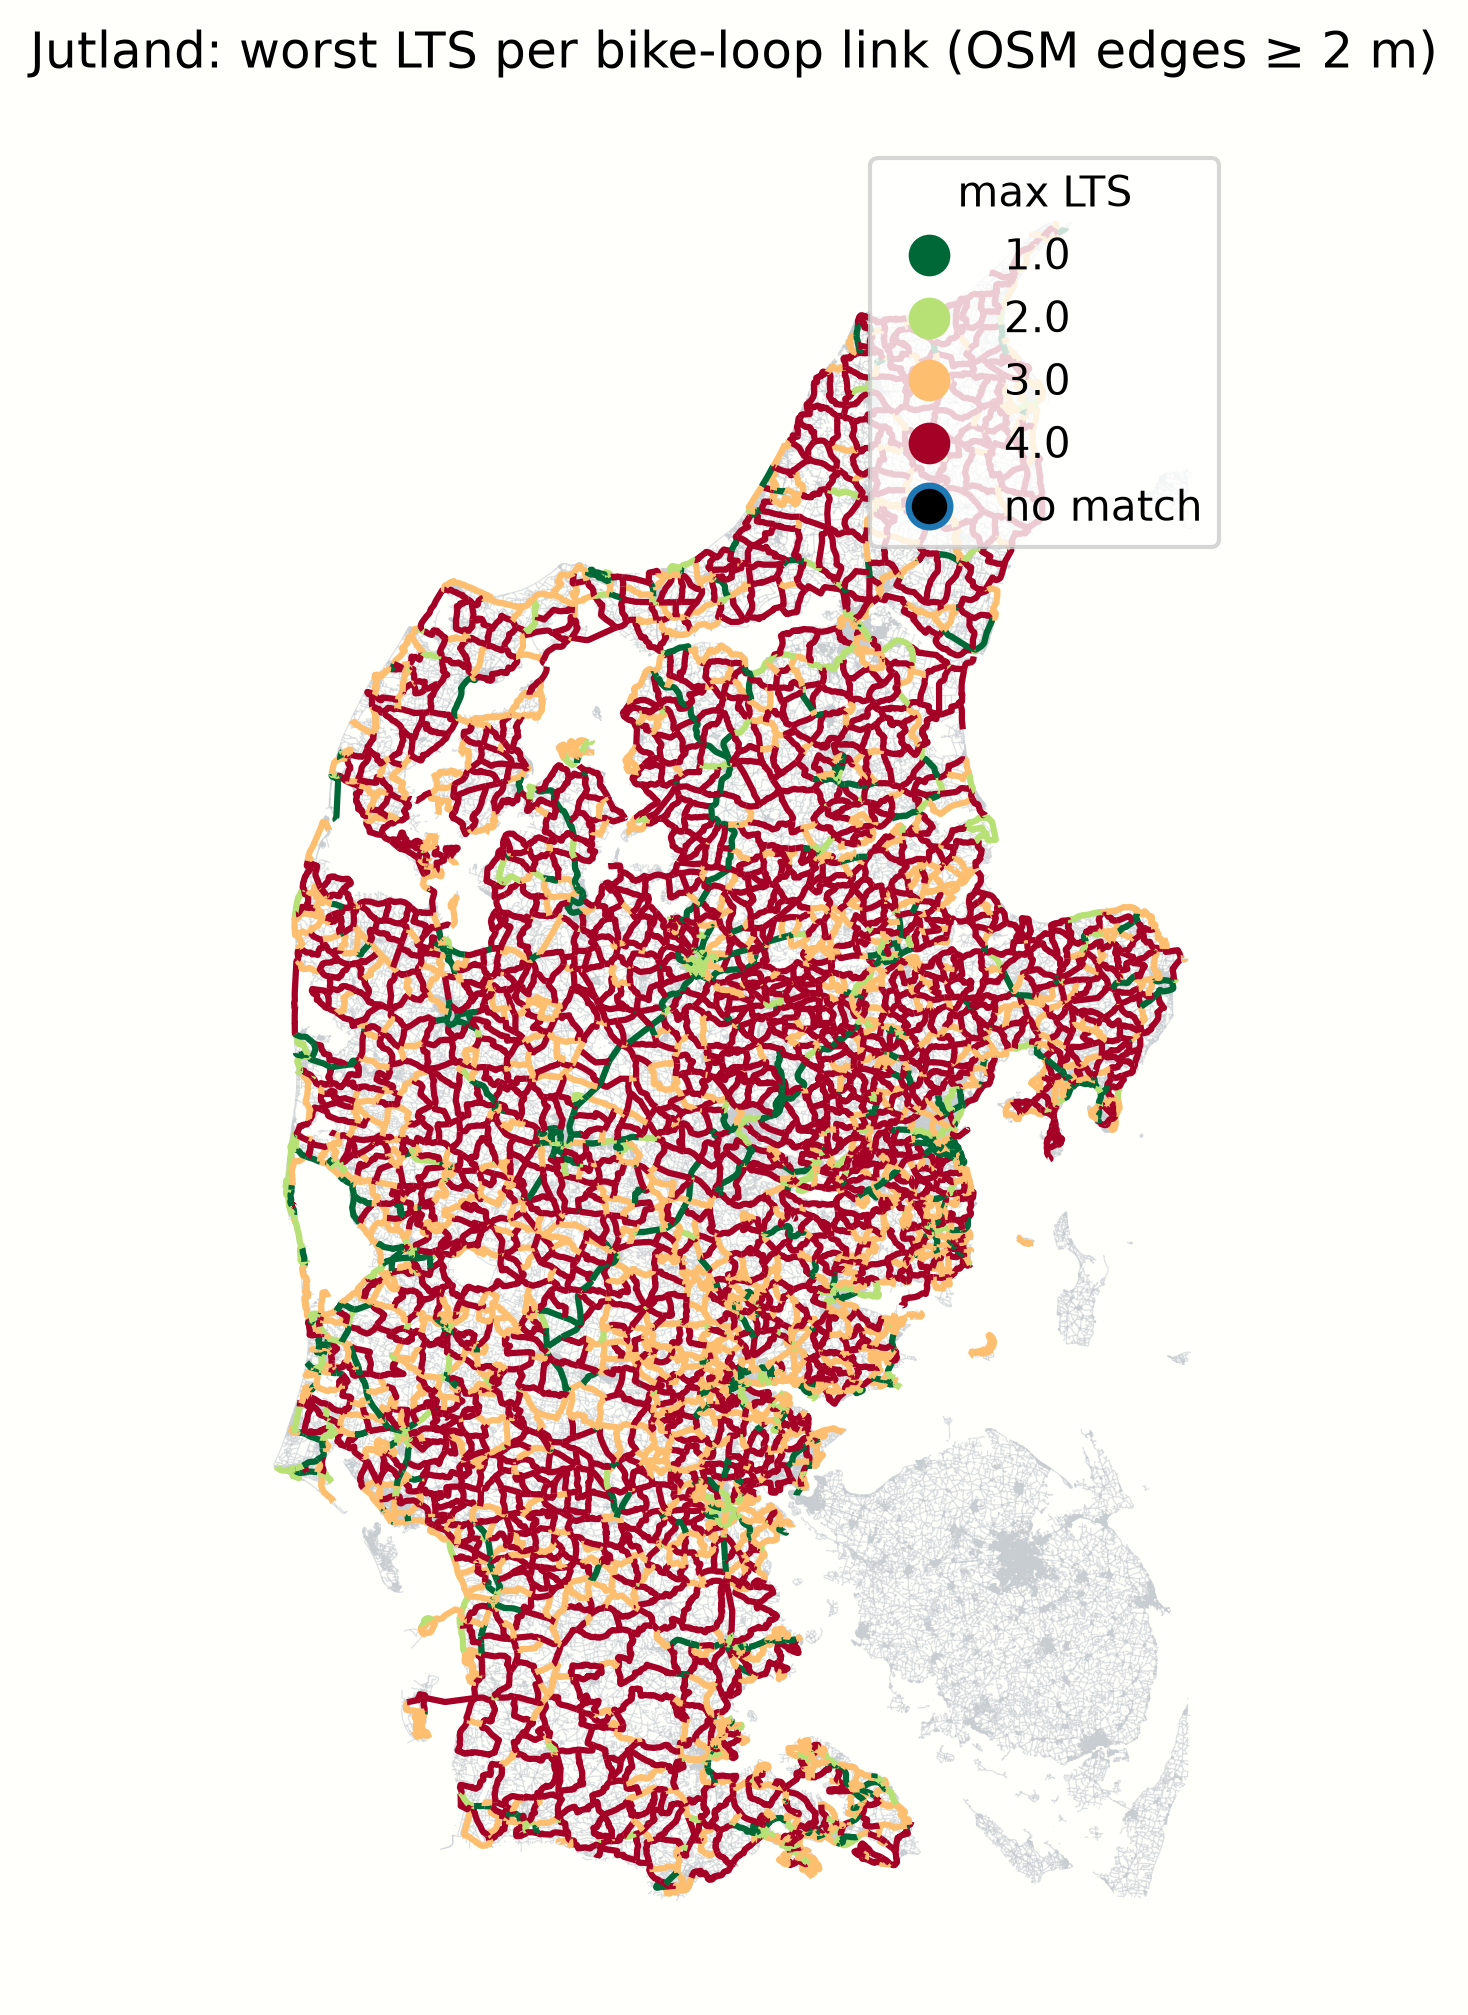 Jutland: worst LTS per bike-loop link (OSM edges ≥ 2 m)
max LTS
1.0
2.0
3.0
4.0
no match